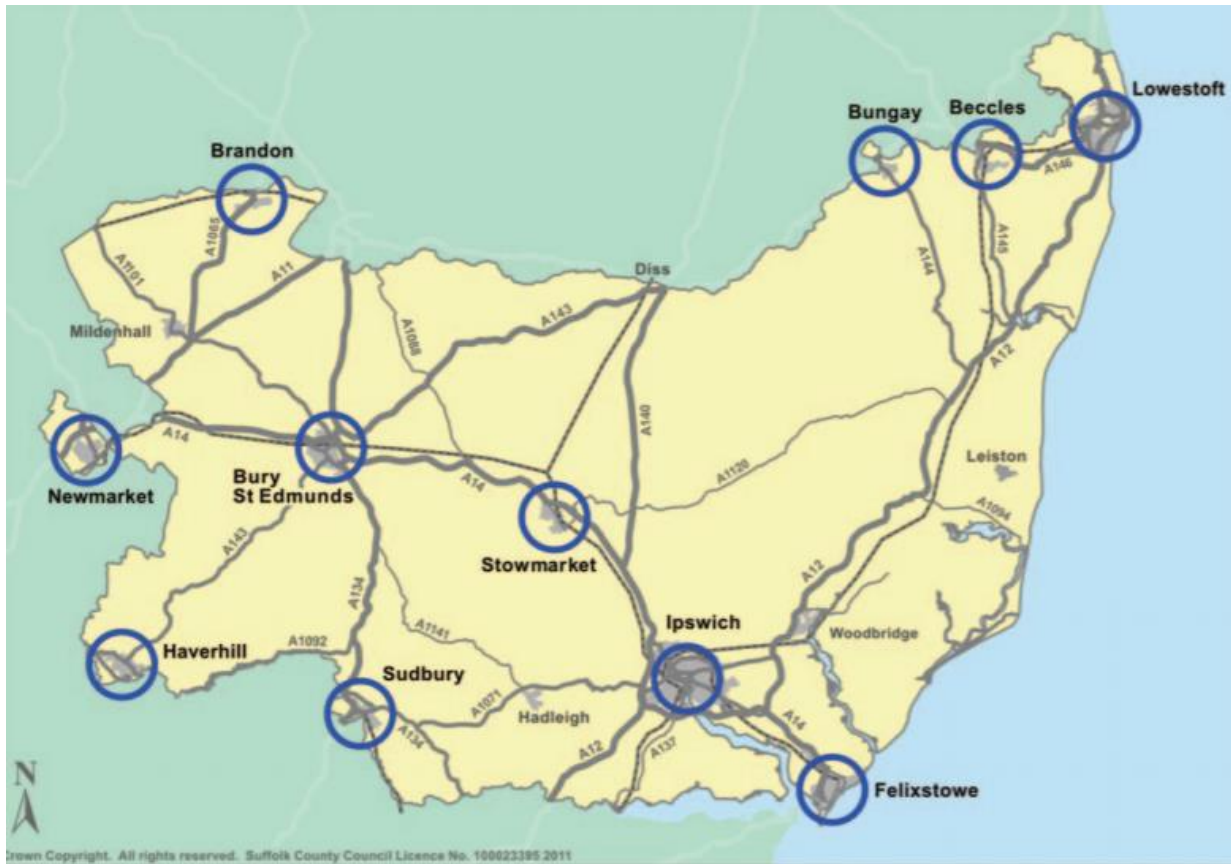 Lowestoft
Beccles
Bungay
Brandon
A146
A1065
A145
A1101
A11
A144
Diss
Mildenhall
A143
A1088
A12
A140
A14
Leiston
Bury
St Edmunds
A14
A1120
Newmarket
A1094
A143
Stowmarket
A12
A134
Ipswich
Woodbridge
A1141
A1092
Haverhill
Sudbury
A1071
Hadleigh
A14
A134
A12
A137
N
Felixstowe
Crown Copyright. All rights reserved. Suffolk County Council Licence No. 100023395 2011